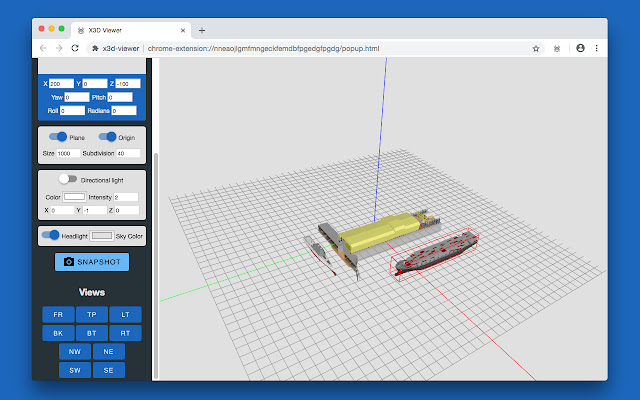 X3D Viewer
x3d-viewer | chrome-extension://nneaojlgmfmngeckfemdbfpgedgfpgdg/popup.html
X 200 Y 0 Z -100
Yaw 0 Pitch 0
Roll 0 Radians 0
Plane Origin
Size 1000 Subdivision 40
Directional light
Color Intensity 2
X 0 Y -1 Z 0
Headlight Sky Color
SNAPSHOT
Views
FR TP LT
BK BT RT
NW NE
SW SE